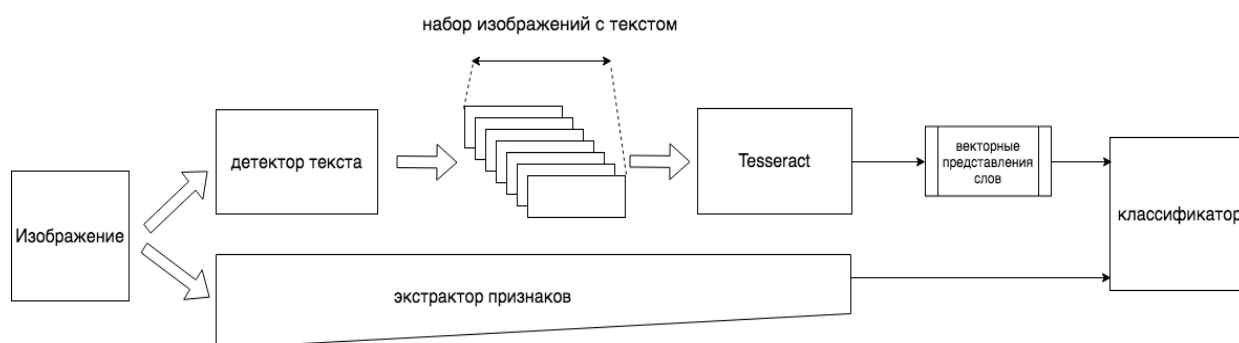 набор изображений с текстом
Изображение
детектор текста
Tesseract
векторные
представления
слов
классификатор
экстрактор признаков